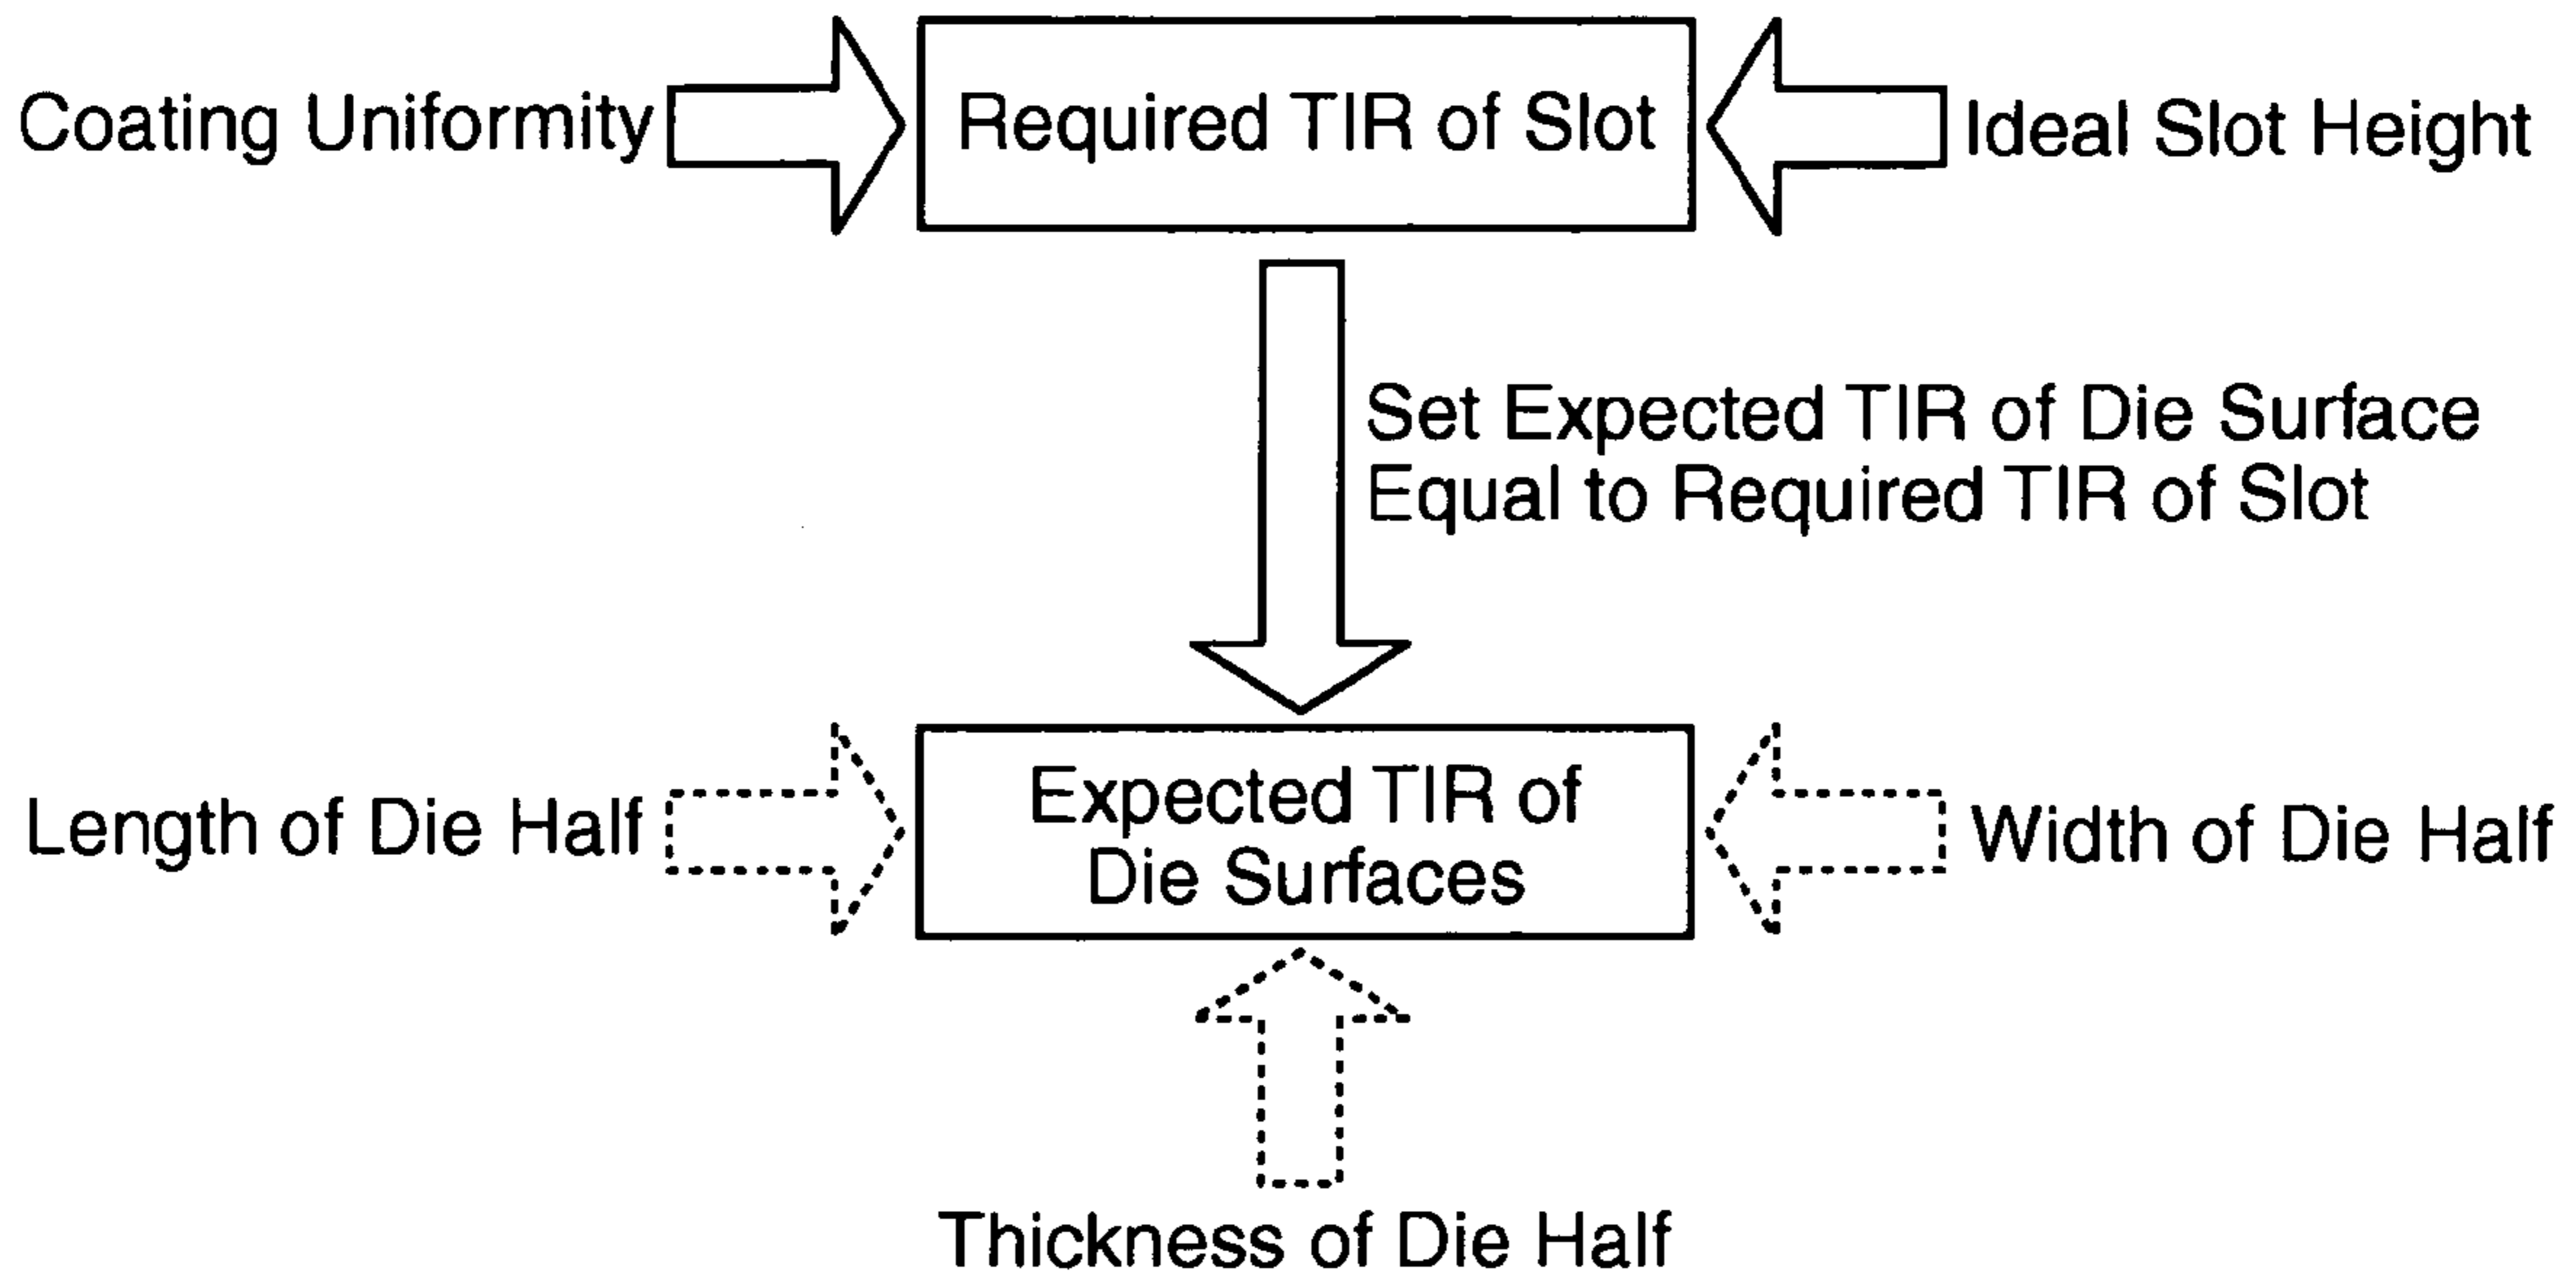 Coating Uniformity
Required TIR of Slot
Ideal Slot Height
Set Expected TIR of Die Surface
Equal to Required TIR of Slot
Length of Die Half
Expected TIR of
Die Surfaces
Width of Die Half
Thickness of Die Half